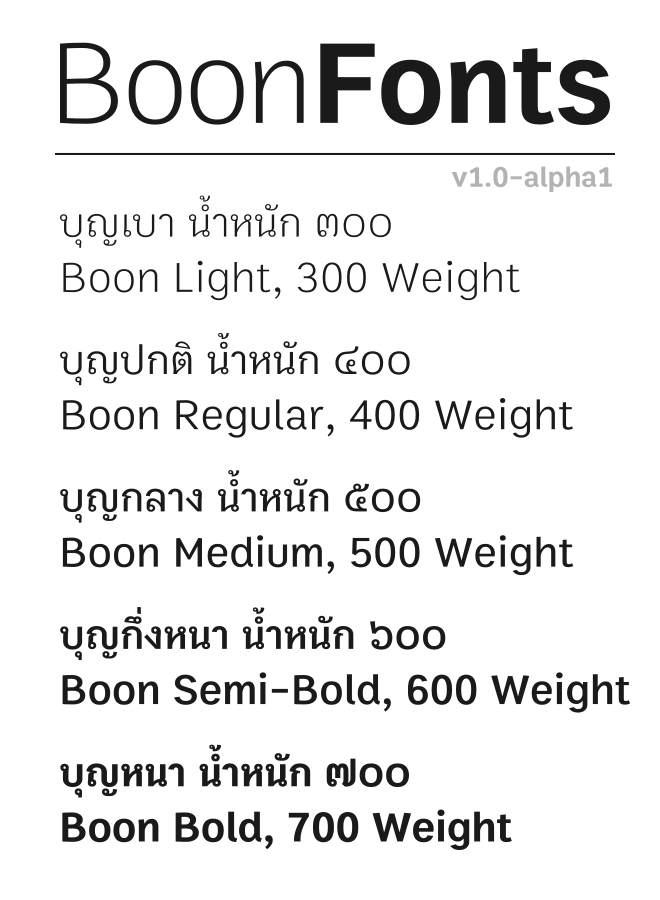 BoonFonts
v1.0-alpha1
บุญเบา น้ำหนัก ๓๐๐
Boon Light, 300 Weight
บุญปกติ น้ำหนัก ๔๐๐
Boon Regular, 400 Weight
บุญกลาง น้ำหนัก ๕๐๐
Boon Medium, 500 Weight
บุญกึ่งหนา น้ำหนัก ๖๐๐
Boon Semi-Bold, 600 Weight
บุญหนา น้ำหนัก ๗๐๐
Boon Bold, 700 Weight